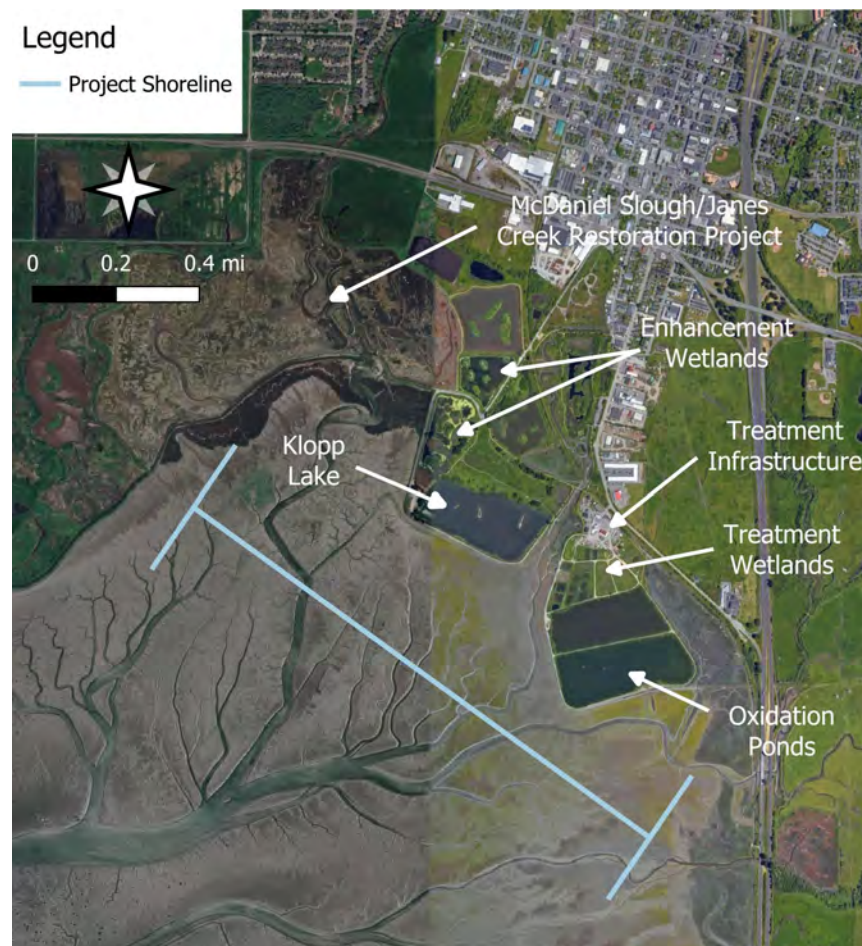 Legend
Project Shoreline
0 0.2 0.4 mi
McDaniel Slough/Janes
Creek Restoration Project
Enhancement
Wetlands
Klopp
Lake
Treatment
Infrastructure
Treatment
Wetlands
Oxidation
Ponds